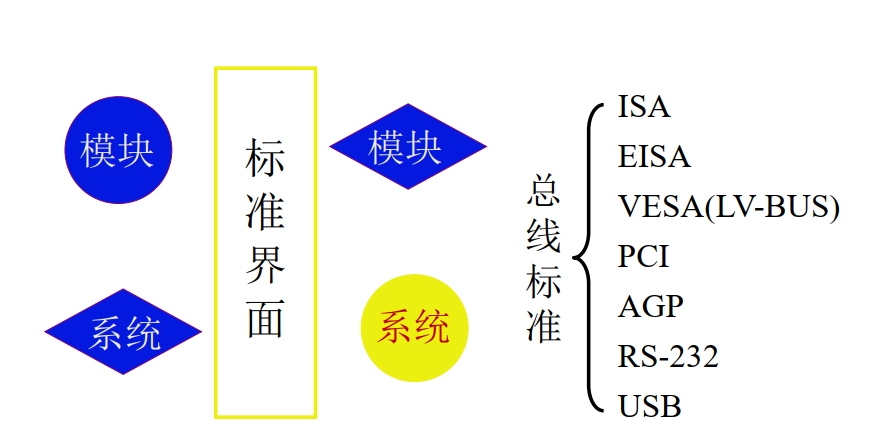 模块
标准界面
模块
系统
系统
总线标准
ISA
EISA
VESA(LV-BUS)
PCI
AGP
RS-232
USB